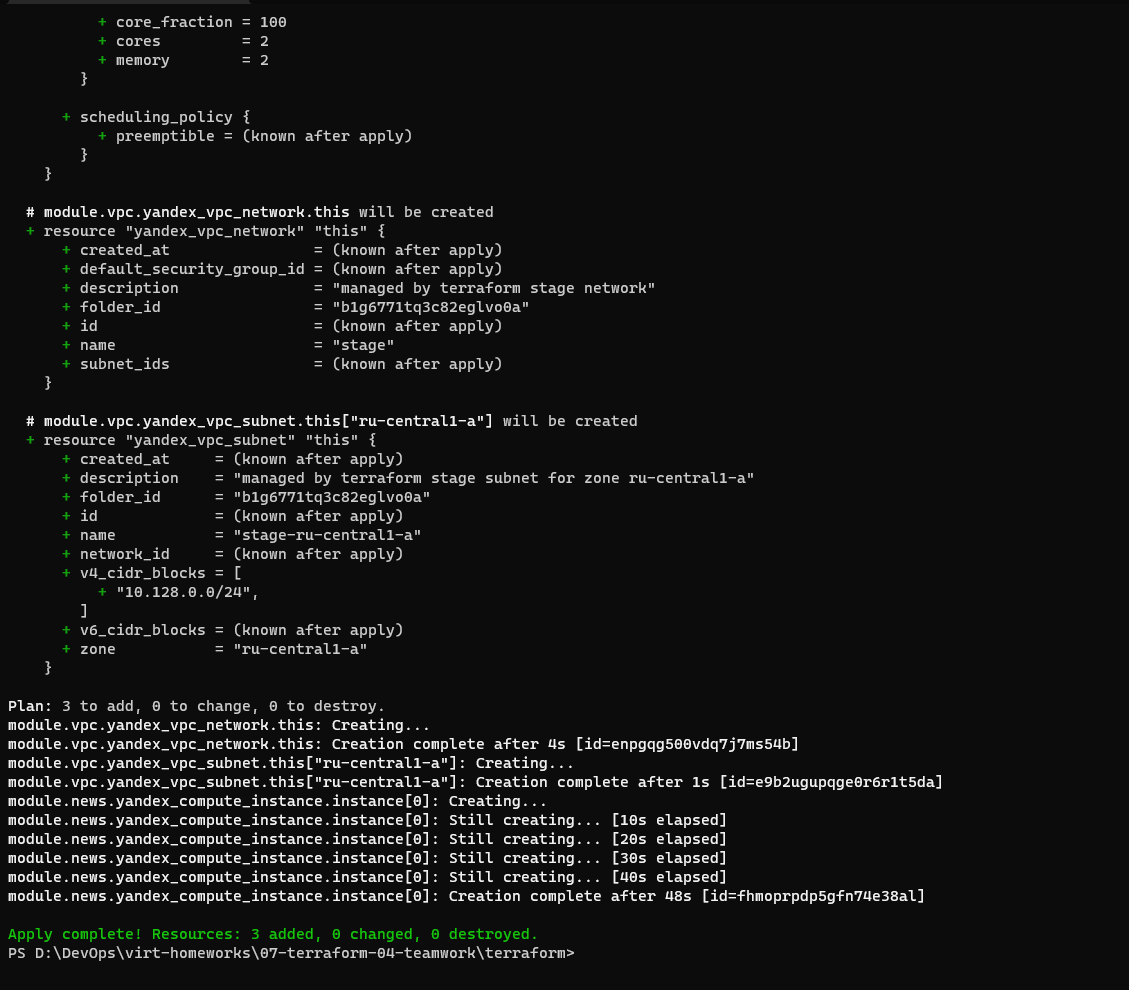 + core_fraction = 100
+ cores         = 2
+ memory        = 2
}
+ scheduling_policy {
+ preemptible = (known after apply)
}
}
# module.vpc.yandex_vpc_network.this will be created
+ resource "yandex_vpc_network" "this" {
+ created_at                = (known after apply)
+ default_security_group_id = (known after apply)
+ description               = "managed by terraform stage network"
+ folder_id                 = "b1g6771tq3c82eglvo0a"
+ id                        = (known after apply)
+ name                      = "stage"
+ subnet_ids                = (known after apply)
}
# module.vpc.yandex_vpc_subnet.this["ru-central1-a"] will be created
+ resource "yandex_vpc_subnet" "this" {
+ created_at     = (known after apply)
+ description    = "managed by terraform stage subnet for zone ru-central1-a"
+ folder_id      = "b1g6771tq3c82eglvo0a"
+ id             = (known after apply)
+ name           = "stage-ru-central1-a"
+ network_id     = (known after apply)
+ v4_cidr_blocks = [
+ "10.128.0.0/24",
]
+ v6_cidr_blocks = (known after apply)
+ zone           = "ru-central1-a"
}
Plan: 3 to add, 0 to change, 0 to destroy.
module.vpc.yandex_vpc_network.this: Creating...
module.vpc.yandex_vpc_network.this: Creation complete after 4s [id=enpgqg500vdq7j7ms54b]
module.vpc.yandex_vpc_subnet.this["ru-central1-a"]: Creating...
module.vpc.yandex_vpc_subnet.this["ru-central1-a"]: Creation complete after 1s [id=e9b2ugupqge0r6r1t5da]
module.news.yandex_compute_instance.instance[0]: Creating...
module.news.yandex_compute_instance.instance[0]: Still creating... [10s elapsed]
module.news.yandex_compute_instance.instance[0]: Still creating... [20s elapsed]
module.news.yandex_compute_instance.instance[0]: Still creating... [30s elapsed]
module.news.yandex_compute_instance.instance[0]: Still creating... [40s elapsed]
module.news.yandex_compute_instance.instance[0]: Creation complete after 48s [id=fhmoprpdp5gfn74e38al]
Apply complete! Resources: 3 added, 0 changed, 0 destroyed.
PS D:\DevOps\virt-homeworks\07-terraform-04-teamwork\terraform>